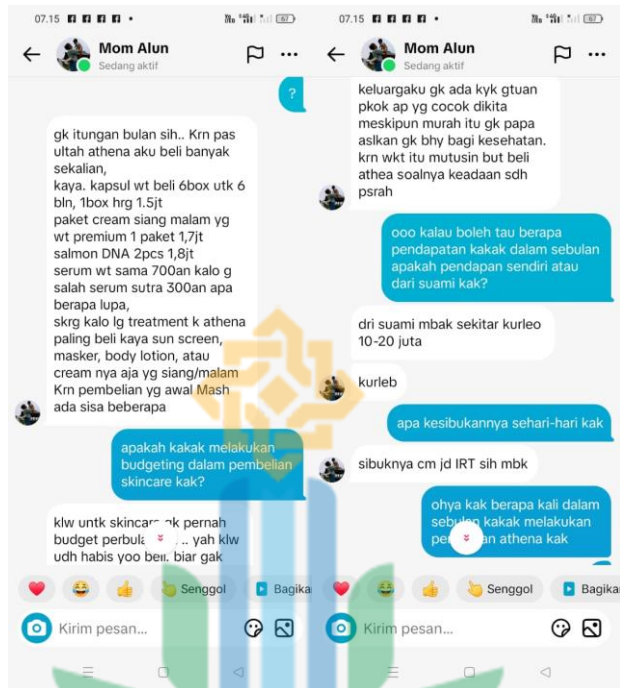 07.15
67
Mom Alun
Sedang aktif
?
gk itungan bulan sih.. Krn pas
ultah athena aku beli banyak
sekalian,
kaya. kapsul wt beli 6box utk 6
bln, 1box hrg 1.5jt
paket cream siang malam yg
wt premium 1 paket 1,7jt
salmon DNA 2pcs 1,8jt
serum wt sama 700an kalo g
salah serum sutra 300an apa
berapa lupa,
skrg kalo lg treatment k athena
paling beli kaya sun screen,
masker, body lotion, atau
cream nya aja yg siang/malam
Krn pembelian yg awal Mash
ada sisa beberapa
apakah kakak melakukan
budgeting dalam pembelian
skincare kak?
klw untk skincare gk pernah
budget .. yah klw
udh habis yoo beli. biar gak
Senggol
Bagika
Kirim pesan...
07.15
67
Mom Alun
Sedang aktif
keluargaku gk ada kyk gtuan
pkok ap yg cocok dikita
meskipun murah itu gk papa
aslkan gk bhy bagi kesehatan.
krn wkt itu mutusin but beli
athea soalnya keadaan sdh
psrah
ooo kalau boleh tau berapa
pendapatan kakak dalam sebulan
apakah pendapan sendiri atau
dari suami kak?
dri suami mbak sekitar kurleo
10-20 juta
kurleb
apa kesibukannya sehari-hari kak
sibuknya cm jd IRT sih mbk
ohya kak berapa kali dalam
sebulan kakak melakukan
athena kak
Senggol
Bagika
Kirim pesan...